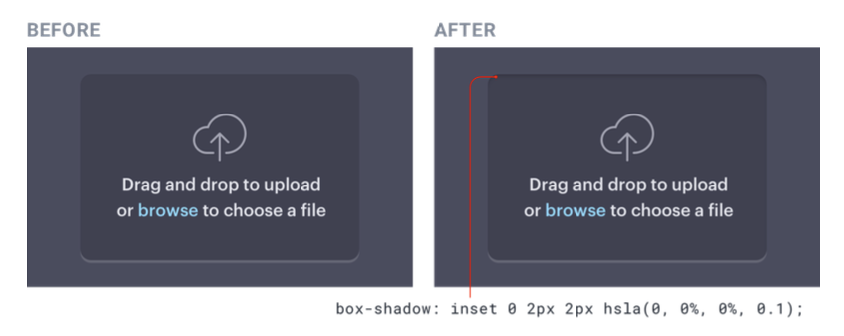 BEFORE
AFTER
Drag and drop to upload
or browse to choose a file
Drag and drop to upload
or browse to choose a file
box-shadow: inset 0 2px 2px hsla(0, 0%, 0%, 0.1);